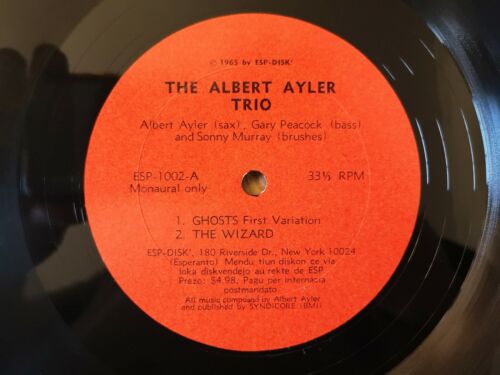 © 1965 by ESP-DISK'
THE ALBERT AYLER
TRIO
Albert Ayler (sax), Gary Peacock (bass)
and Sonny Murray (brushes)
ESP-1002-A 33⅓ RPM
Monaural only
1. GHOSTS First Variation
2. THE WIZARD
ESP-DISK', 180 Riverside Dr., New York 10024
(Esperanto) Mendu tiun diskon ce via
loka diskvendejo au rekte de ESP.
Prezo: $4.98. Pagu per internacia
postmandato.
All music composed by Albert Ayler
and published by SYNDICORE (BMI)